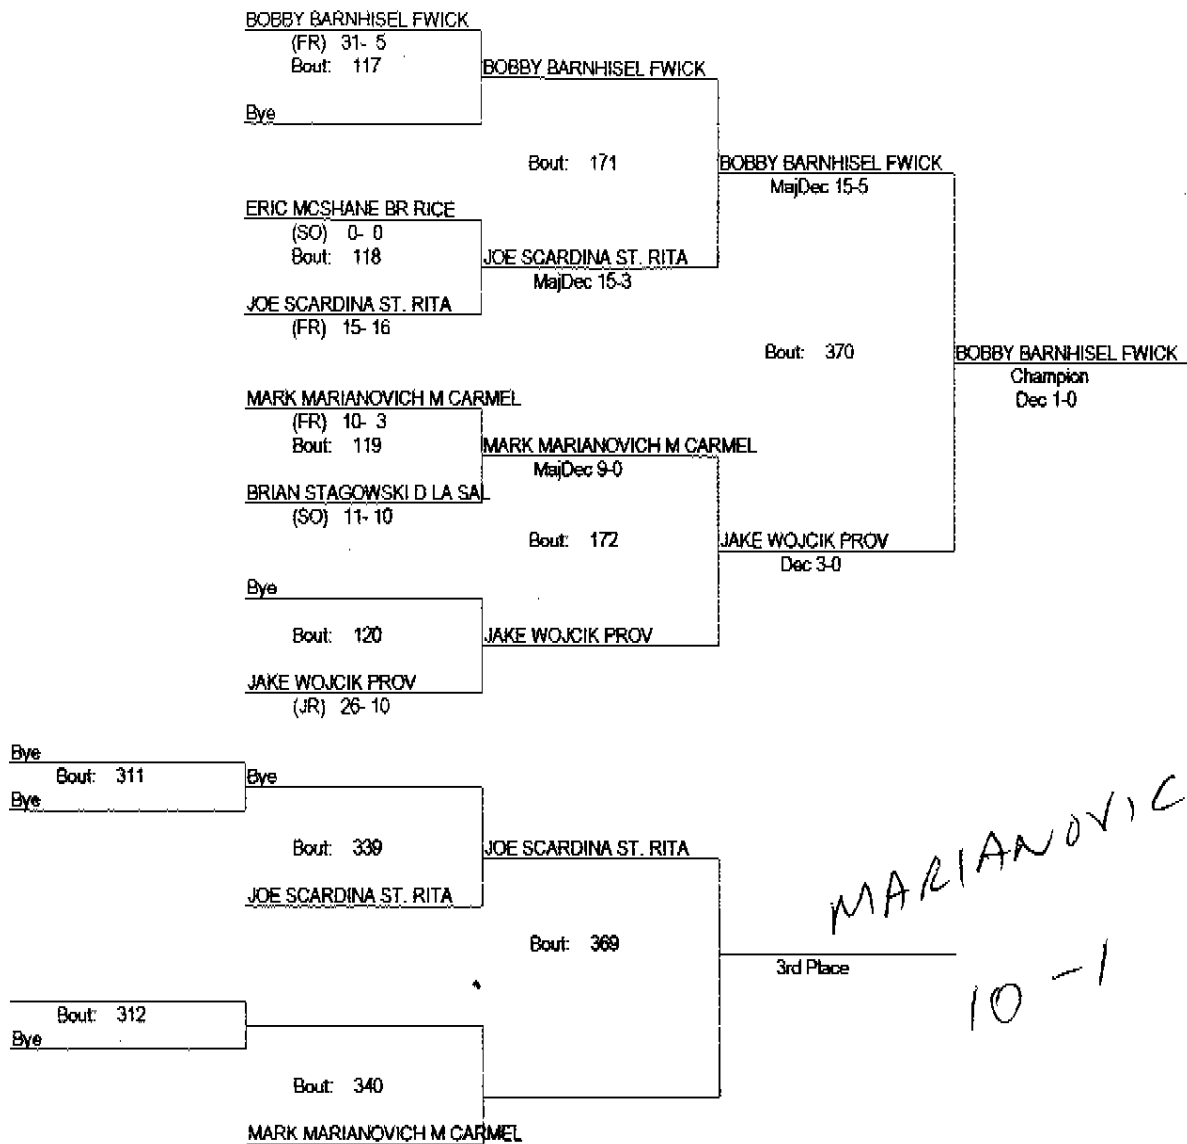 BOBBY BARNHISEL FWICK
(FR) 31- 5
Bout: 117
BOBBY BARNHISEL FWICK
Bye
Bout: 171
BOBBY BARNHISEL FWICK
MajDec 15-5
ERIC MCSHANE BR RICE
(SO) 0- 0
Bout: 118
JOE SCARDINA ST. RITA
MajDec 15-3
JOE SCARDINA ST. RITA
(FR) 15- 16
Bout: 370
BOBBY BARNHISEL FWICK
Champion
Dec 1-0
MARK MARIANOVICH M CARMEL
(FR) 10- 3
Bout: 119
MARK MARIANOVICH M CARMEL
MajDec 9-0
BRIAN STAGOWSKI D LA SAL
(SO) 11- 10
Bout: 172
JAKE WOJCIK PROV
Dec 3-0
Bye
Bout: 120
JAKE WOJCIK PROV
JAKE WOJCIK PROV
(JR) 26- 10
Bye
Bout: 311
Bye
Bye
Bout: 339
JOE SCARDINA ST. RITA
JOE SCARDINA ST. RITA
MARIANOVIC
Bout: 369
3rd Place
10-1
Bout: 312
Bye
Bout: 340
MARK MARIANOVICH M CARMEL